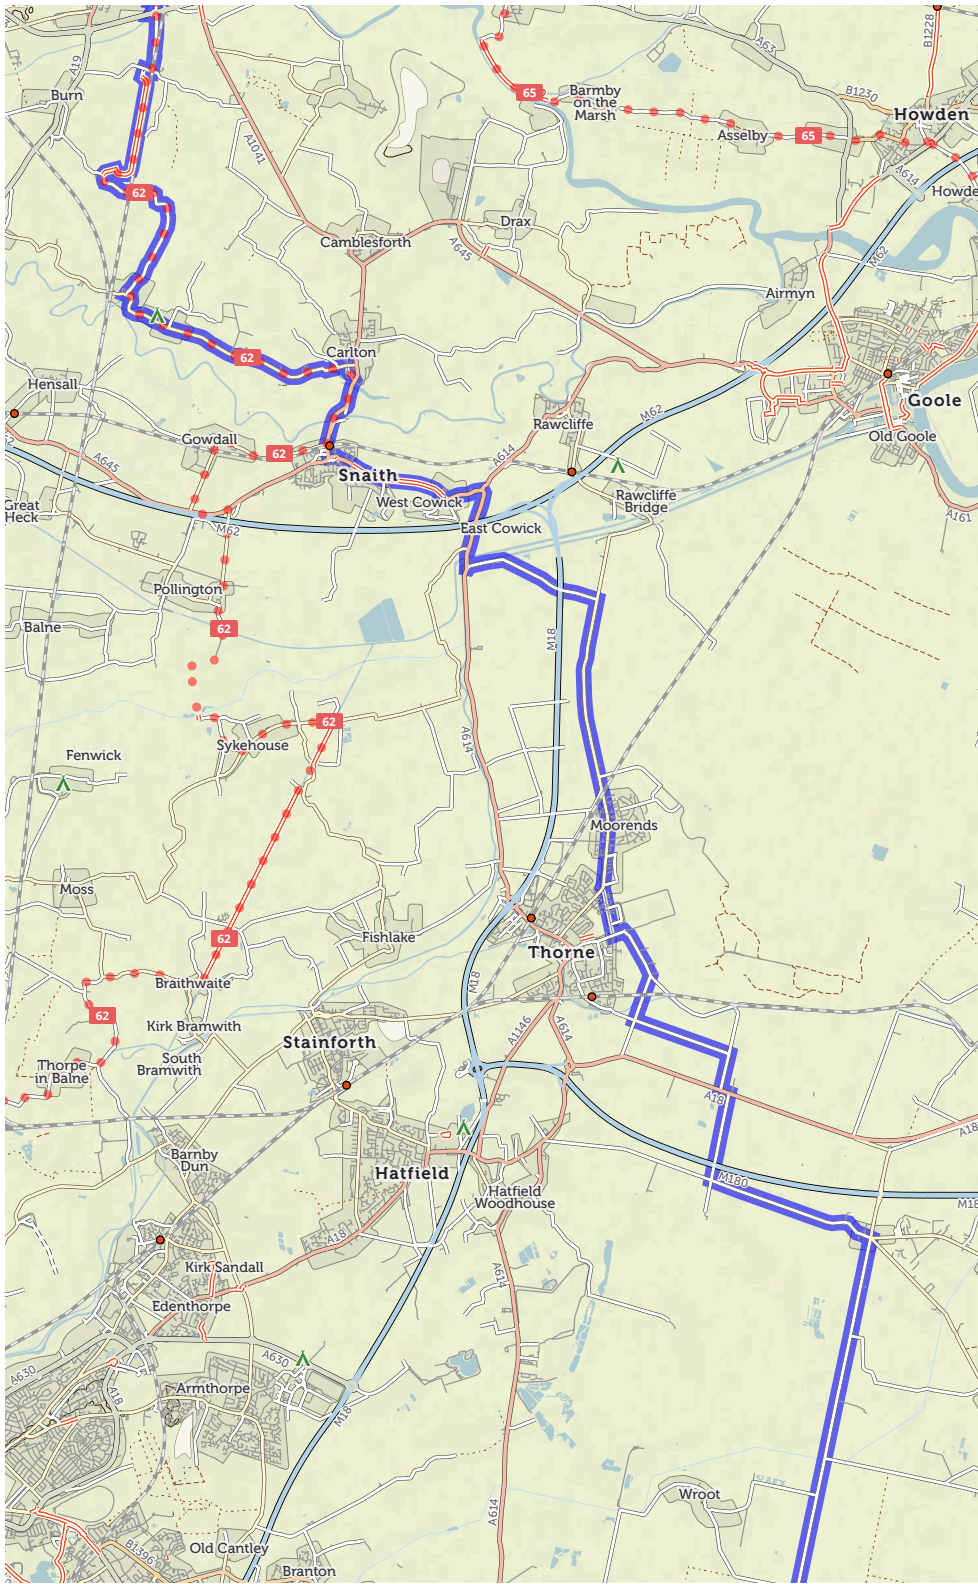 A19
B1228
A63
Burn
65
Barmby
on the
Marsh
B1230
Howden
A1041
Asselby
65
A614
62
Howde
Drax
Camblesforth
A645
M62
Airmyn
62
Carlton
Hensall
Goole
M62
Rawcliffe
Gowdall
62
A614
Old Goole
62
A645
Snaith
West Cowick
Rawcliffe
Bridge
Great
Heck
M62
East Cowick
A161
Pollington
Balne
62
M18
62
Sykehouse
A614
Fenwick
Moorends
Moss
62
Fishlake
Thorne
Braithwaite
M18
62
Kirk Bramwith
A1146
A614
Stainforth
South
Bramwith
Thorpe
in Balne
A18
A18
Barnby
Dun
Hatfield
M180
Hatfield
Woodhouse
M18
A18
Kirk Sandall
A614
Edenthorpe
A630
A630
Armthorpe
A18
M18
Wroot
A614
Old Cantley
B1396
Branton